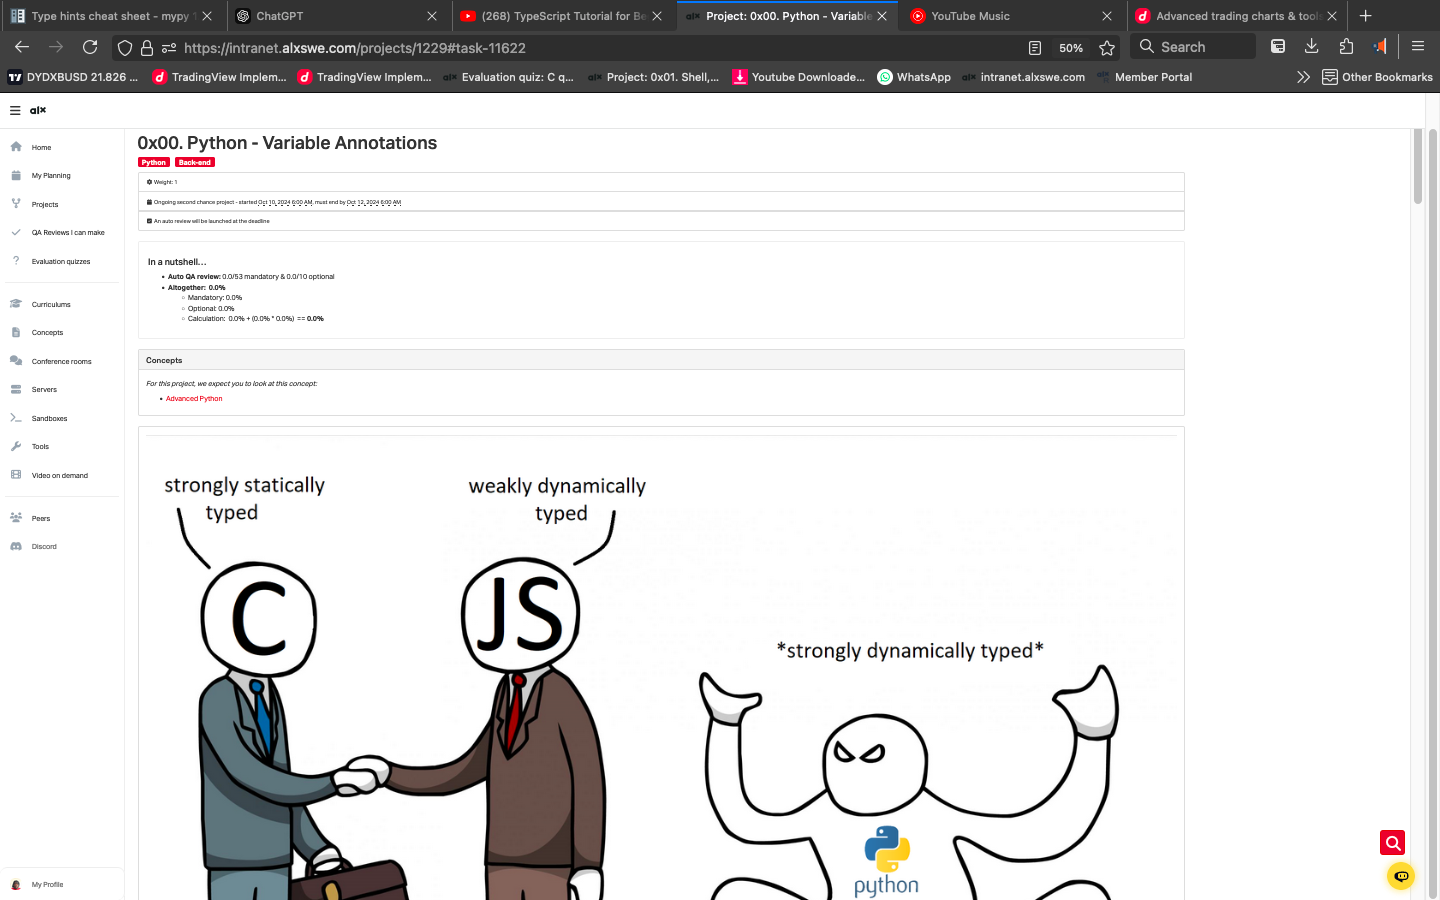 Type hints cheat sheet - mypy 1
ChatGPT
(268) TypeScript Tutorial for Be
alx Project: 0x00. Python - Variable
YouTube Music
Advanced trading charts & tools
https://intranet.alxswe.com/projects/1229#task-11622
50%
Search
DYDXBUSD 21.826 ...
TradingView Implem...
TradingView Implem...
alx Evaluation quiz: C q...
alx Project: 0x01. Shell,...
Youtube Downloade...
WhatsApp
alx intranet.alxswe.com
Member Portal
Other Bookmarks
alx
Home
My Planning
Projects
QA Reviews I can make
Evaluation quizzes
Curriculums
Concepts
Conference rooms
Servers
Sandboxes
Tools
Video on demand
Peers
Discord
My Profile
0x00. Python - Variable Annotations
Python Back-end
Weight: 1
Ongoing second chance project - started Oct 10, 2024 6:00 AM, must end by Oct 12, 2024 6:00 AM
An auto review will be launched at the deadline
In a nutshell…
• Auto QA review: 0.0/53 mandatory & 0.0/10 optional
• Altogether: 0.0%
○ Mandatory: 0.0%
○ Optional: 0.0%
○ Calculation: 0.0% + (0.0% * 0.0%) == 0.0%
Concepts
For this project, we expect you to look at this concept:
• Advanced Python
strongly statically
typed
weakly dynamically
typed
C
JS
*strongly dynamically typed*
python